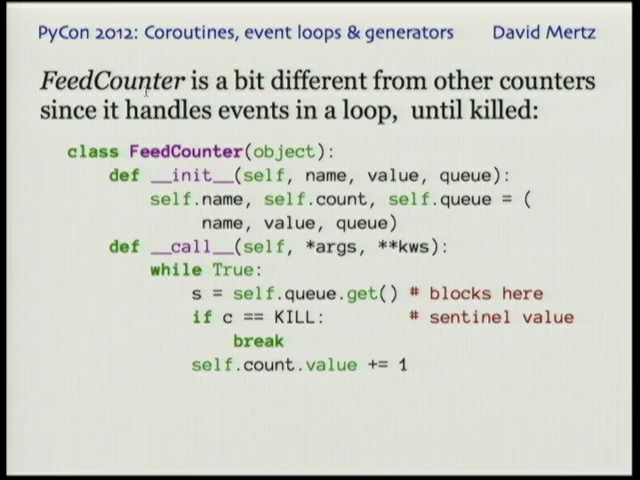 PyCon 2012: Coroutines, event loops & generators David Mertz
FeedCounter is a bit different from other counters
since it handles events in a loop, until killed:
class FeedCounter(object):
def __init__(self, name, value, queue):
self.name, self.count, self.queue = (
name, value, queue)
def __call__(self, *args, **kws):
while True:
s = self.queue.get() # blocks here
if c == KILL: # sentinel value
break
self.count.value += 1